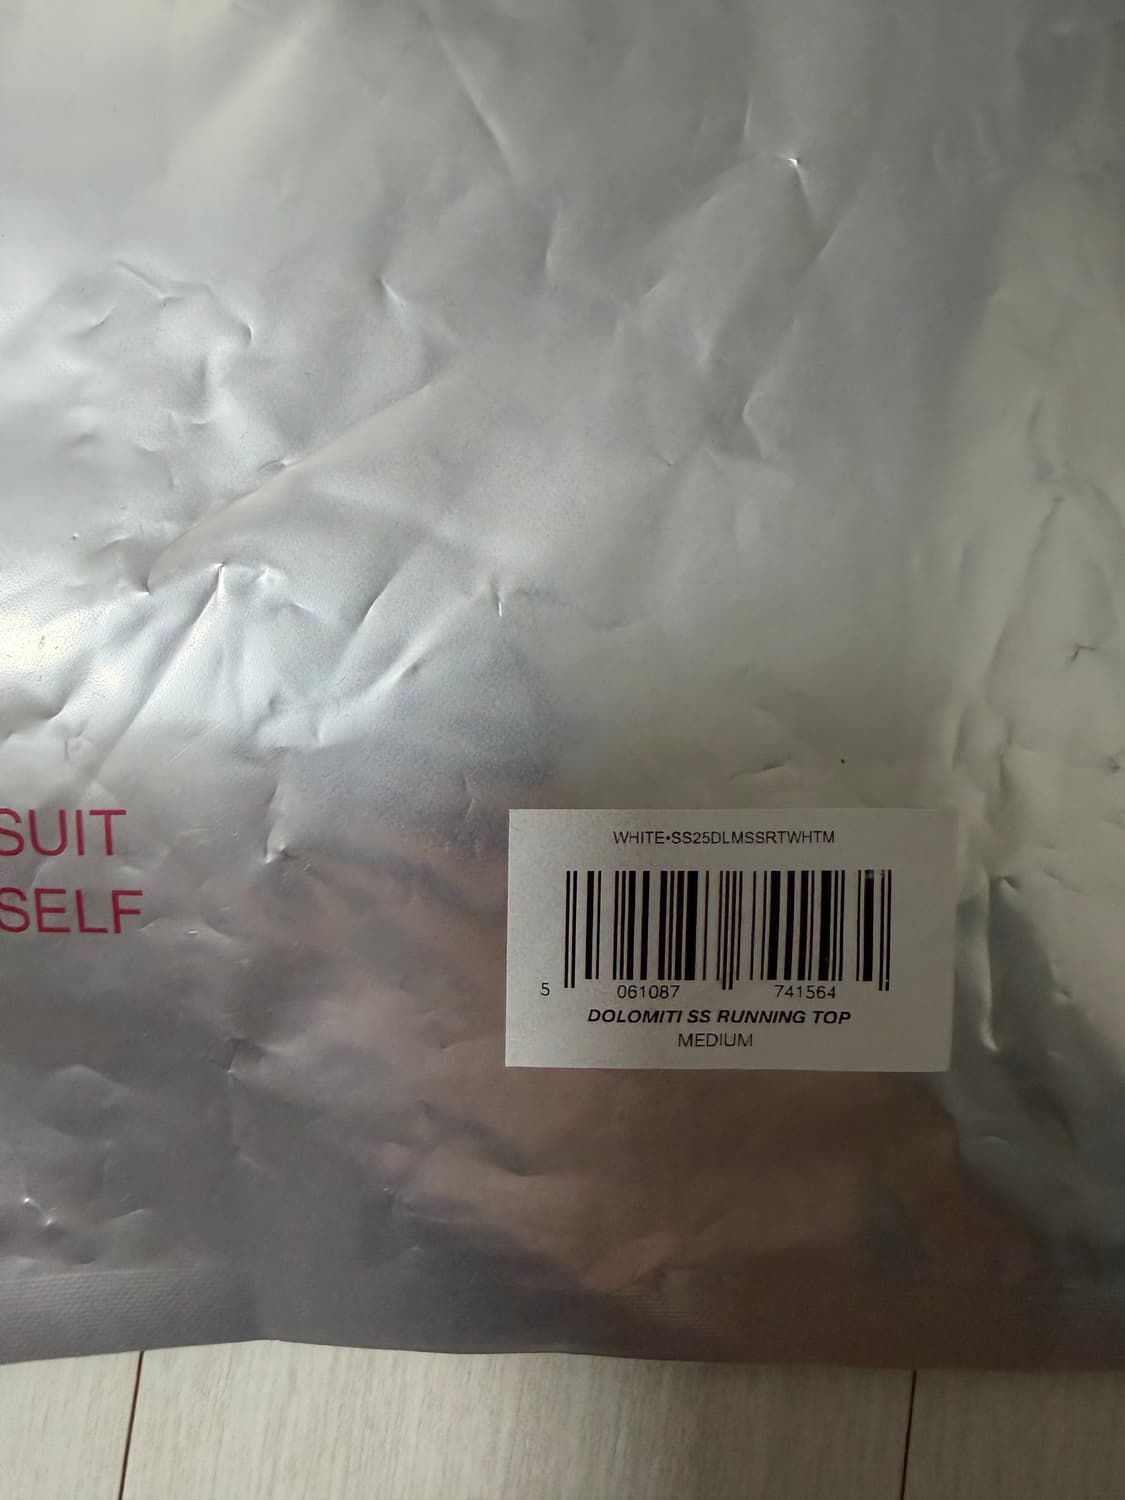 SUIT
SELF
WHITE•SS25DLMSSRTWHTM
5 061087 741564
DOLOMITI SS RUNNING TOP
MEDIUM